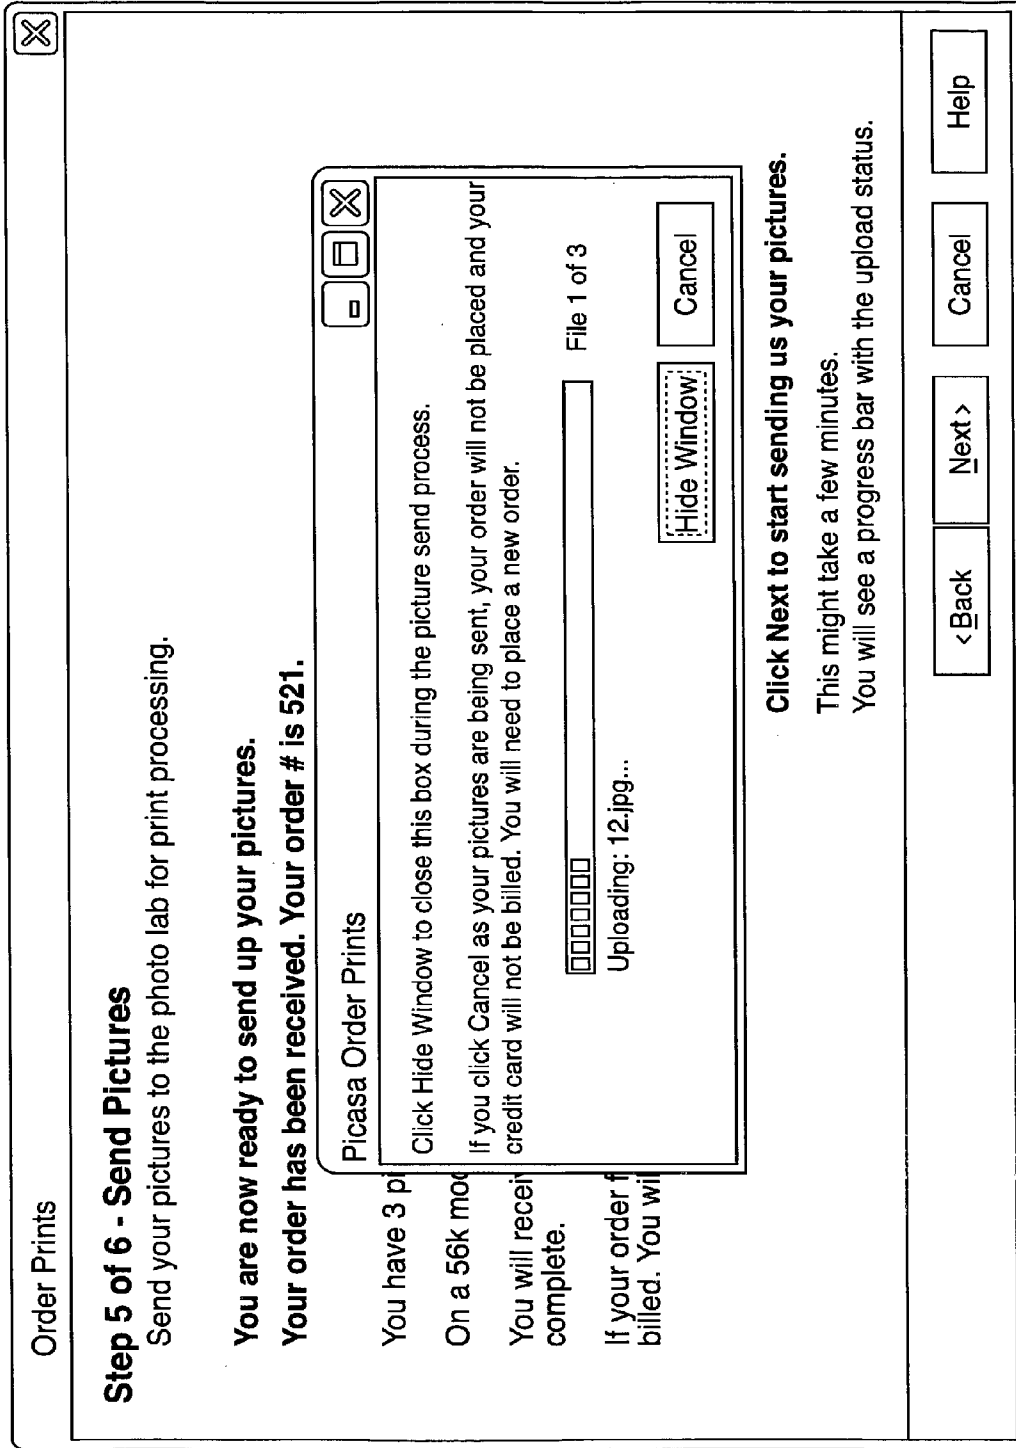 Order Prints
Step 5 of 6 - Send Pictures
Send your pictures to the photo lab for print processing.
You are now ready to send up your pictures.
Your order has been received. Your order # is 521.
You have 3
On a 56k
You will
complete.
If your order
billed. You
Picasa Order Prints
Click Hide Window to close this box during the picture send process.
If you click Cancel as your pictures are being sent, your order will not be placed and your
credit card will not be billed. You will need to place a new order.
File 1 of 3
Uploading: 12.jpg...
Hide Window
Cancel
Click Next to start sending us your pictures.
This might take a few minutes.
You will see a progress bar with the upload status.
<Back
Next>
Cancel
Help